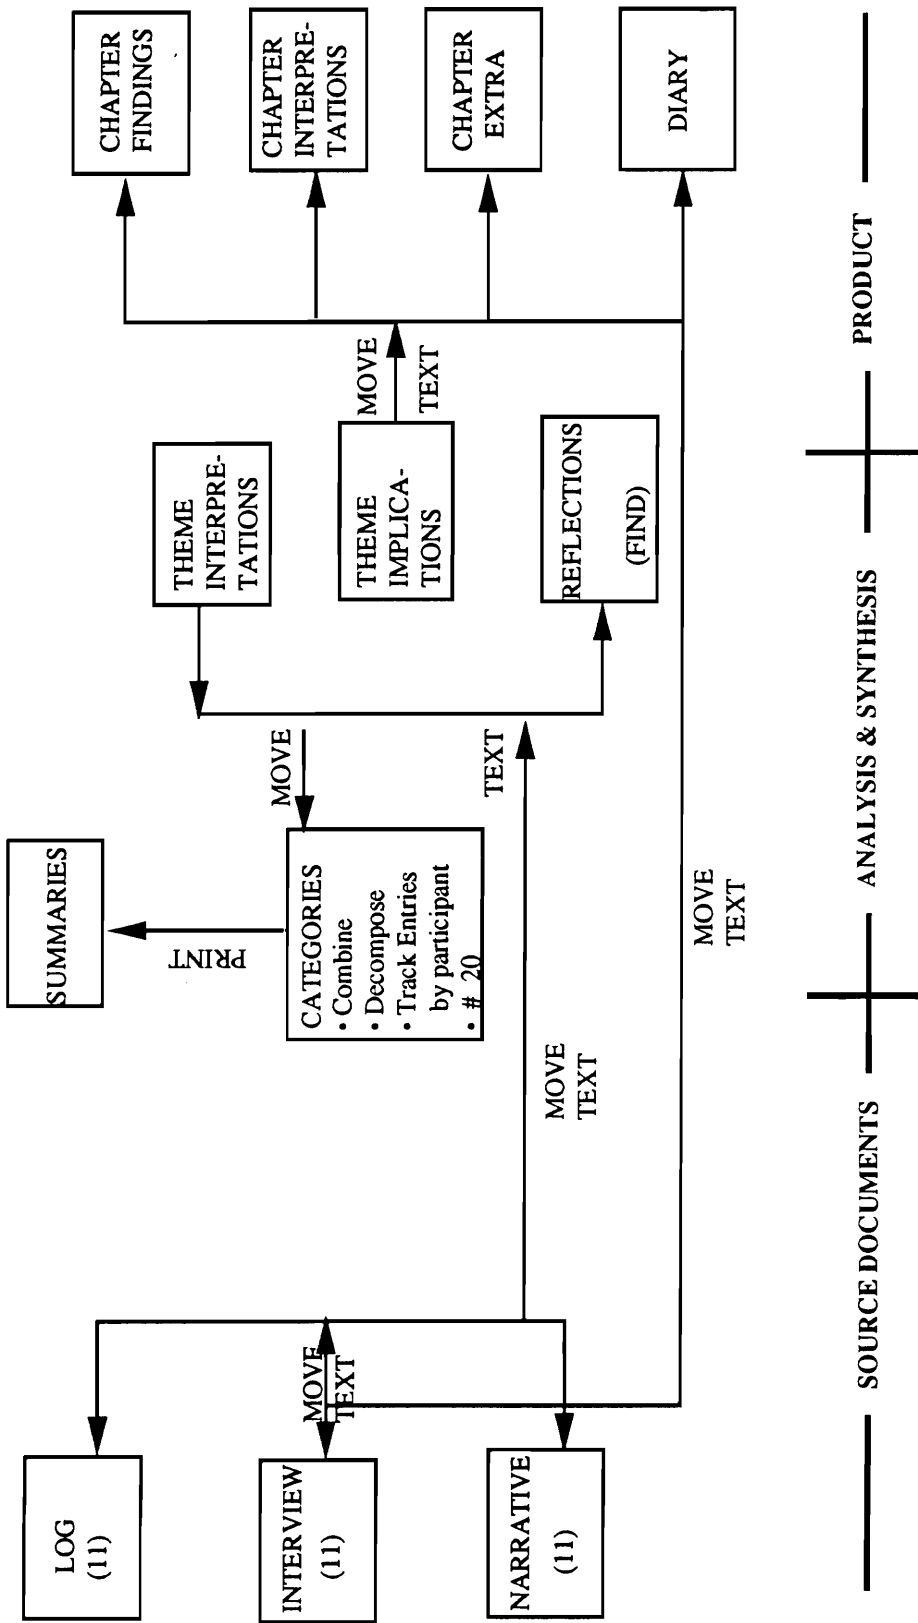 LOG
(11)
INTERVIEW
(11)
NARRATIVE
(11)
MOVE
TEXT
MOVE
TEXT
SUMMARIES
PRINT
CATEGORIES
• Combine
• Decompose
• Track Entries
by participant
• # 20
MOVE
TEXT
MOVE
TEXT
THEME
INTERPRE-
TATIONS
THEME
IMPLICA-
TIONS
REFLECTIONS
(FIND)
MOVE
TEXT
CHAPTER
FINDINGS
CHAPTER
INTERPRE-
TATIONS
CHAPTER
EXTRA
DIARY
SOURCE DOCUMENTS
ANALYSIS & SYNTHESIS
PRODUCT